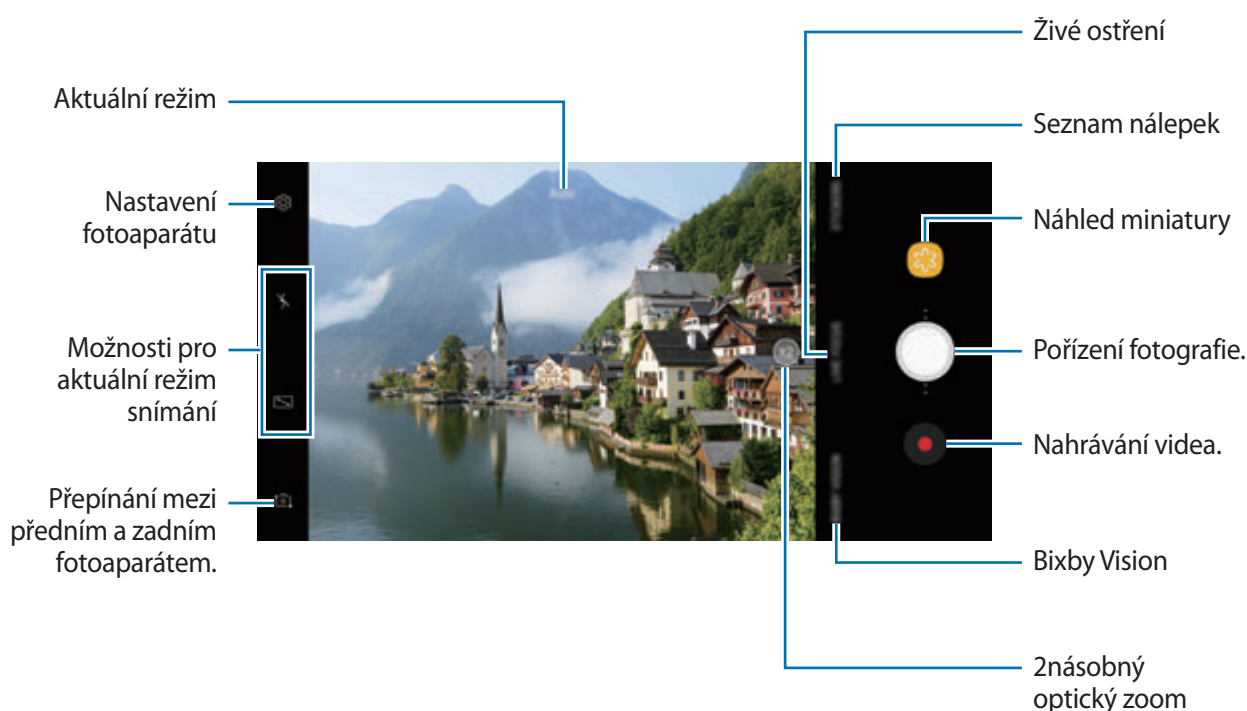 Živé ostření
Aktuální režim
Seznam nálepek
Nastavení
fotoaparátu
Náhled miniatury
Možnosti pro
aktuální režim
snímání
Pořízení fotografie.
Nahrávání videa.
Přepínání mezi
předním a zadním
fotoaparátem.
Bixby Vision
2násobný
optický zoom